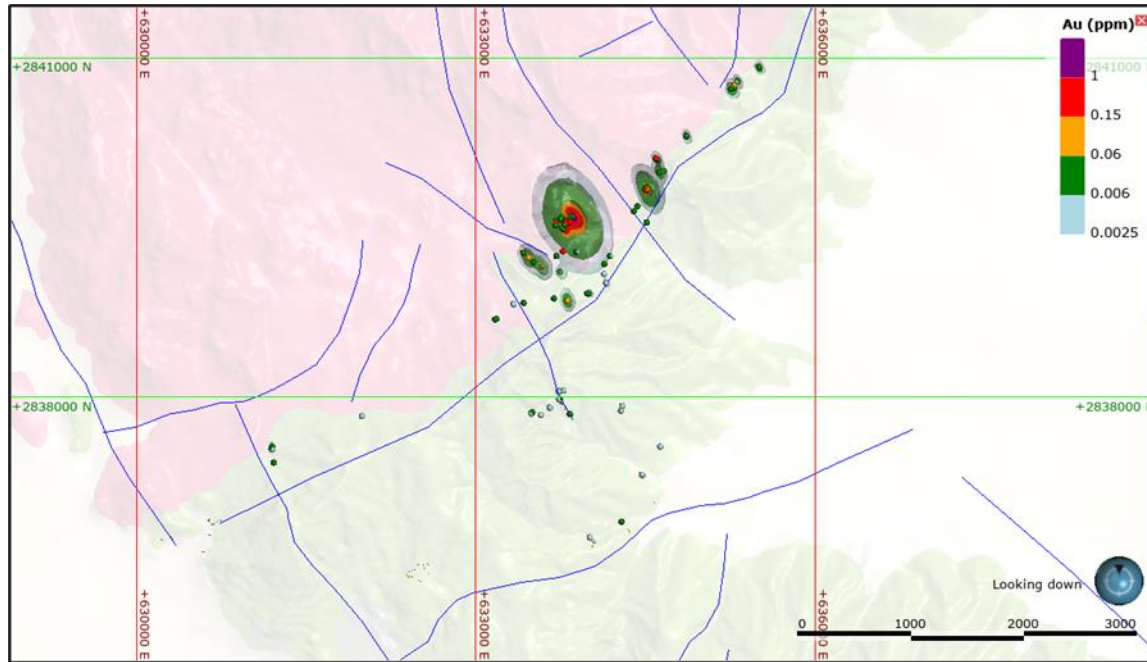 Au (ppm)
+630000 E
+633000 E
+636000 E
+2841000 N
+2841000 N
1
0.15
0.06
0.006
0.0025
+2838000 N
+2838000 N
Looking down
+630000 E
+633000 E
+636000 E
0 1000 2000 3000